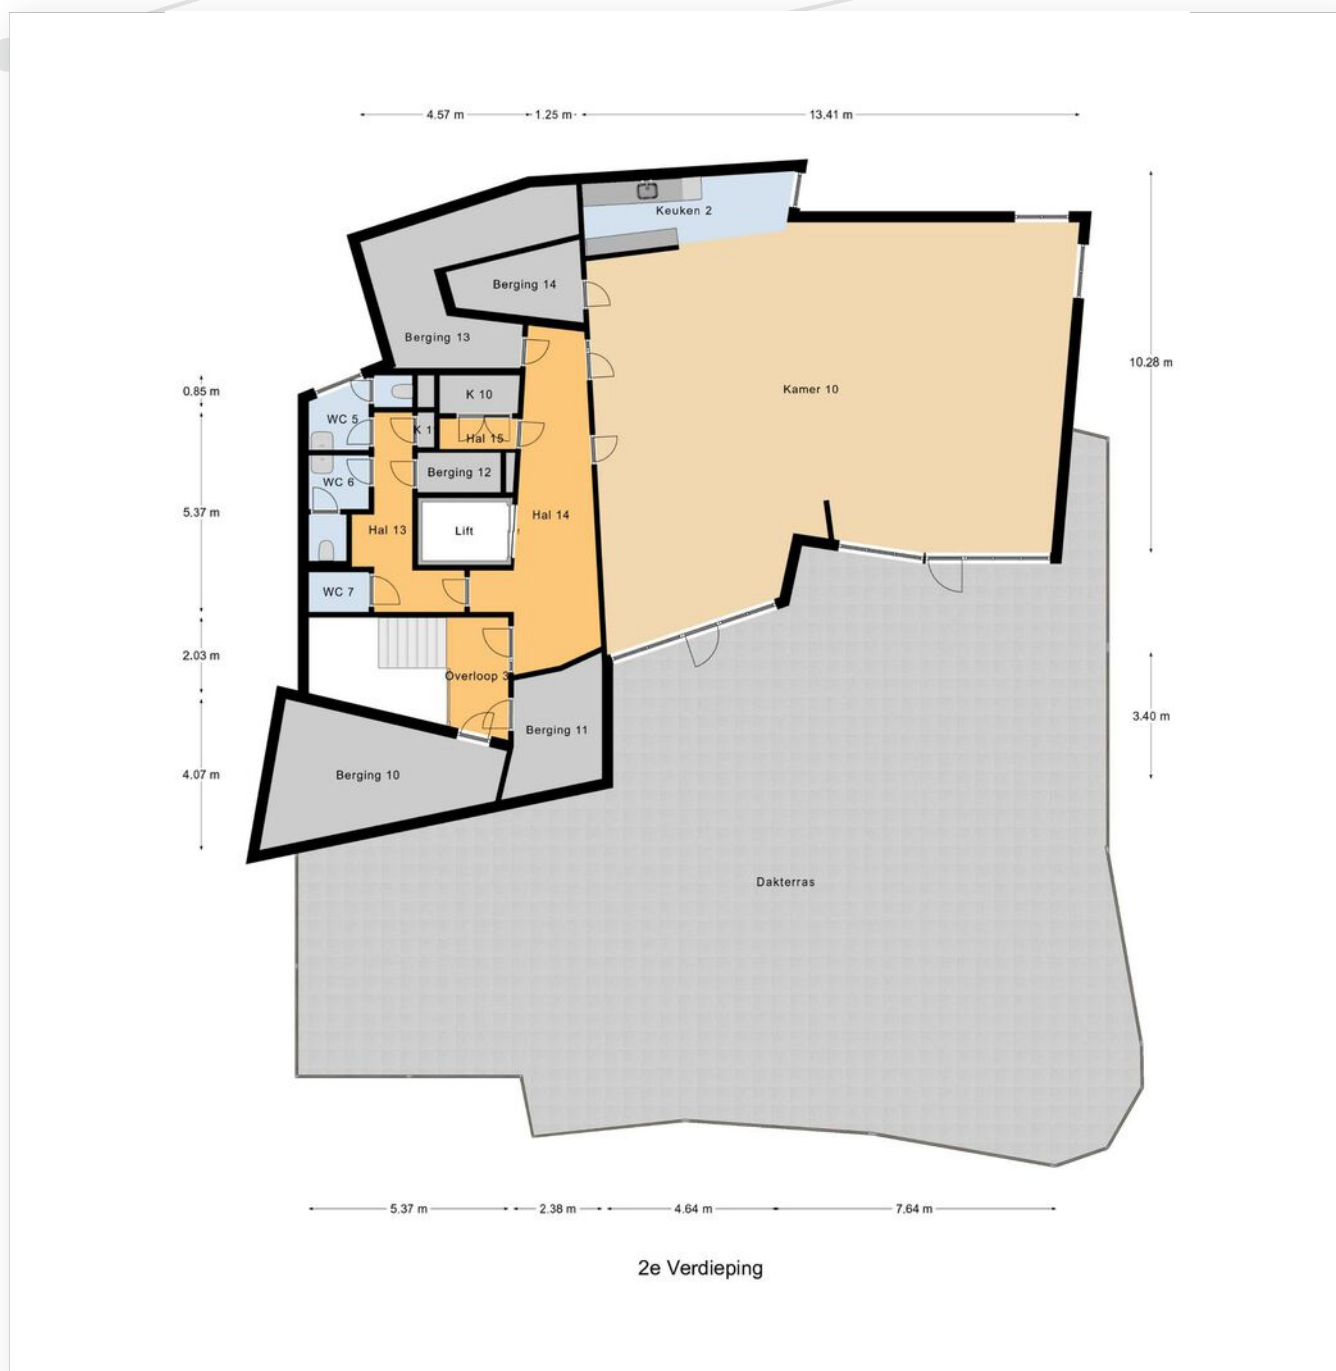 4.57 m
1.25 m
13.41 m
Keuken 2
Berging 14
Berging 13
10.28 m
0.85 m
Kamer 10
K 10
WC 5
K 1
Hal 15
Berging 12
WC 6
5.37 m
Hal 14
Hal 13
Lift
WC 7
2.03 m
Overloop 3
3.40 m
Berging 11
4.07 m
Berging 10
Dakterras
5.37 m
2.38 m
4.64 m
7.64 m
2e Verdieping